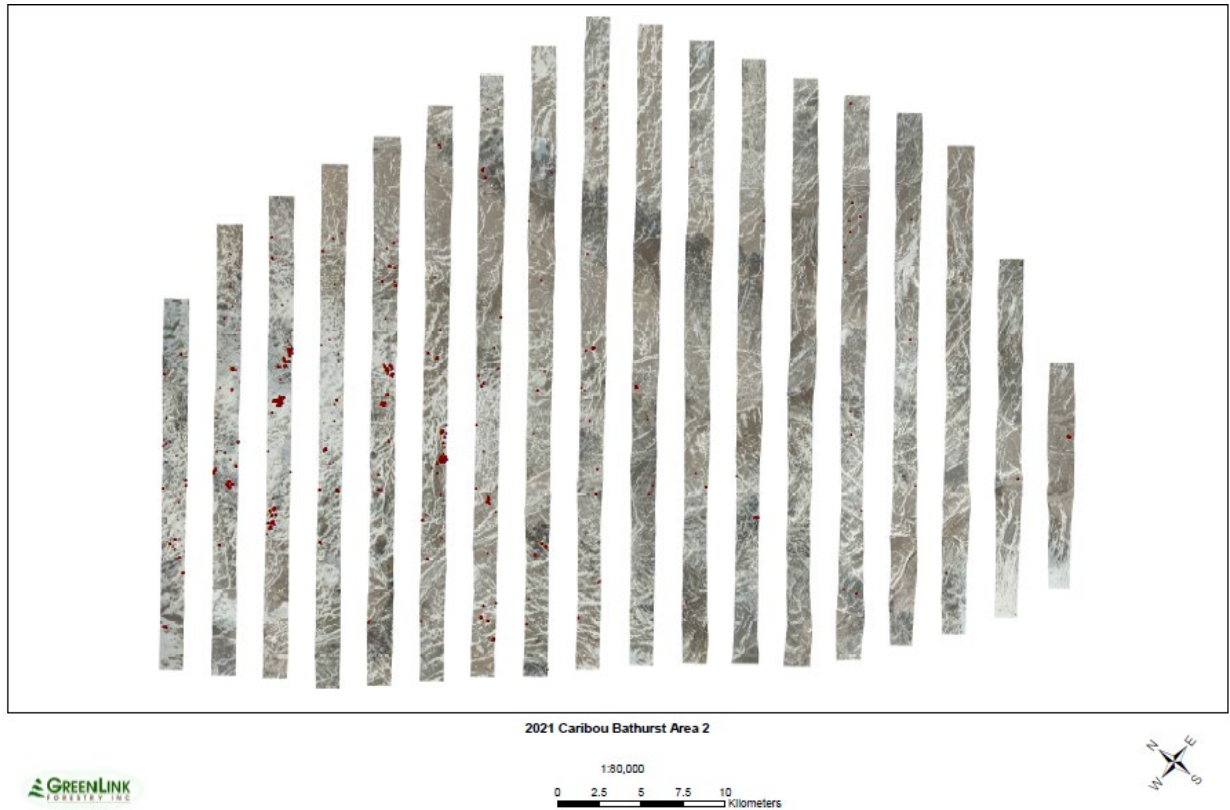 2021 Caribou Bathurst Area 2
1:80,000
0 2.5 5 7.5 10
Kilometers
GREENLINK
FORESTRY INC
N E
W S